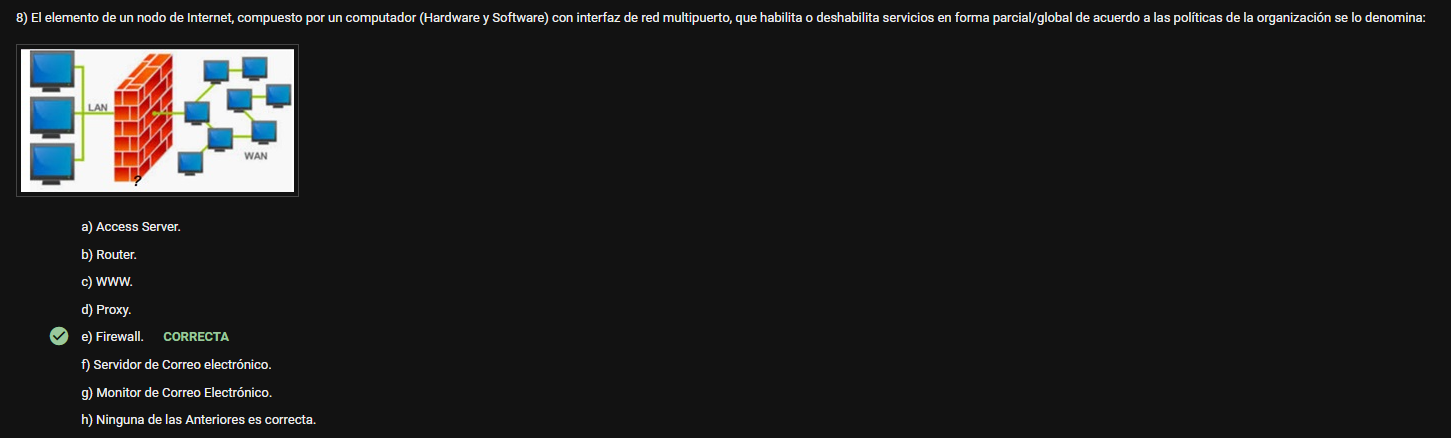 8) El elemento de un nodo de Internet, compuesto por un computador (Hardware y Software) con interfaz de red multipuerto, que habilita o deshabilita servicios en forma parcial/global de acuerdo a las políticas de la organización se lo denomina:
LAN
WAN
?
a) Access Server.
b) Router.
c) WWW.
d) Proxy.
e) Firewall. CORRECTA
f) Servidor de Correo electrónico.
g) Monitor de Correo Electrónico.
h) Ninguna de las Anteriores es correcta.